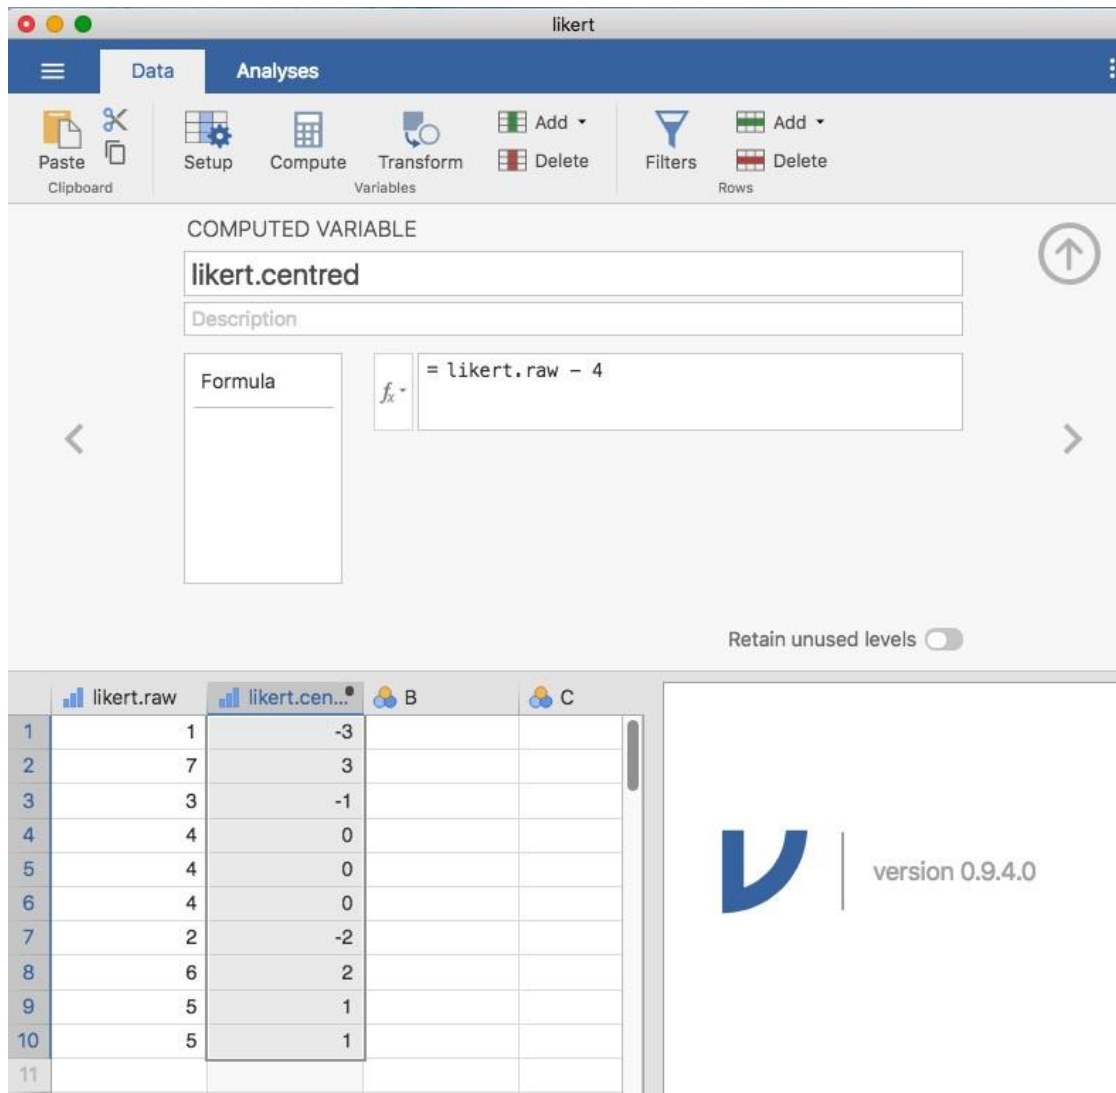 likert
Data Analyses
Paste Setup Compute Transform Add Delete Filters Add Delete
Clipboard Variables Rows
COMPUTED VARIABLE
likert.centred
Description
Formula fx = likert.raw – 4
Retain unused levels
likert.raw likert.cen... B C
1 1 -3
2 7 3
3 3 -1
4 4 0
5 4 0
6 4 0
7 2 -2
8 6 2
9 5 1
10 5 1
11
version 0.9.4.0